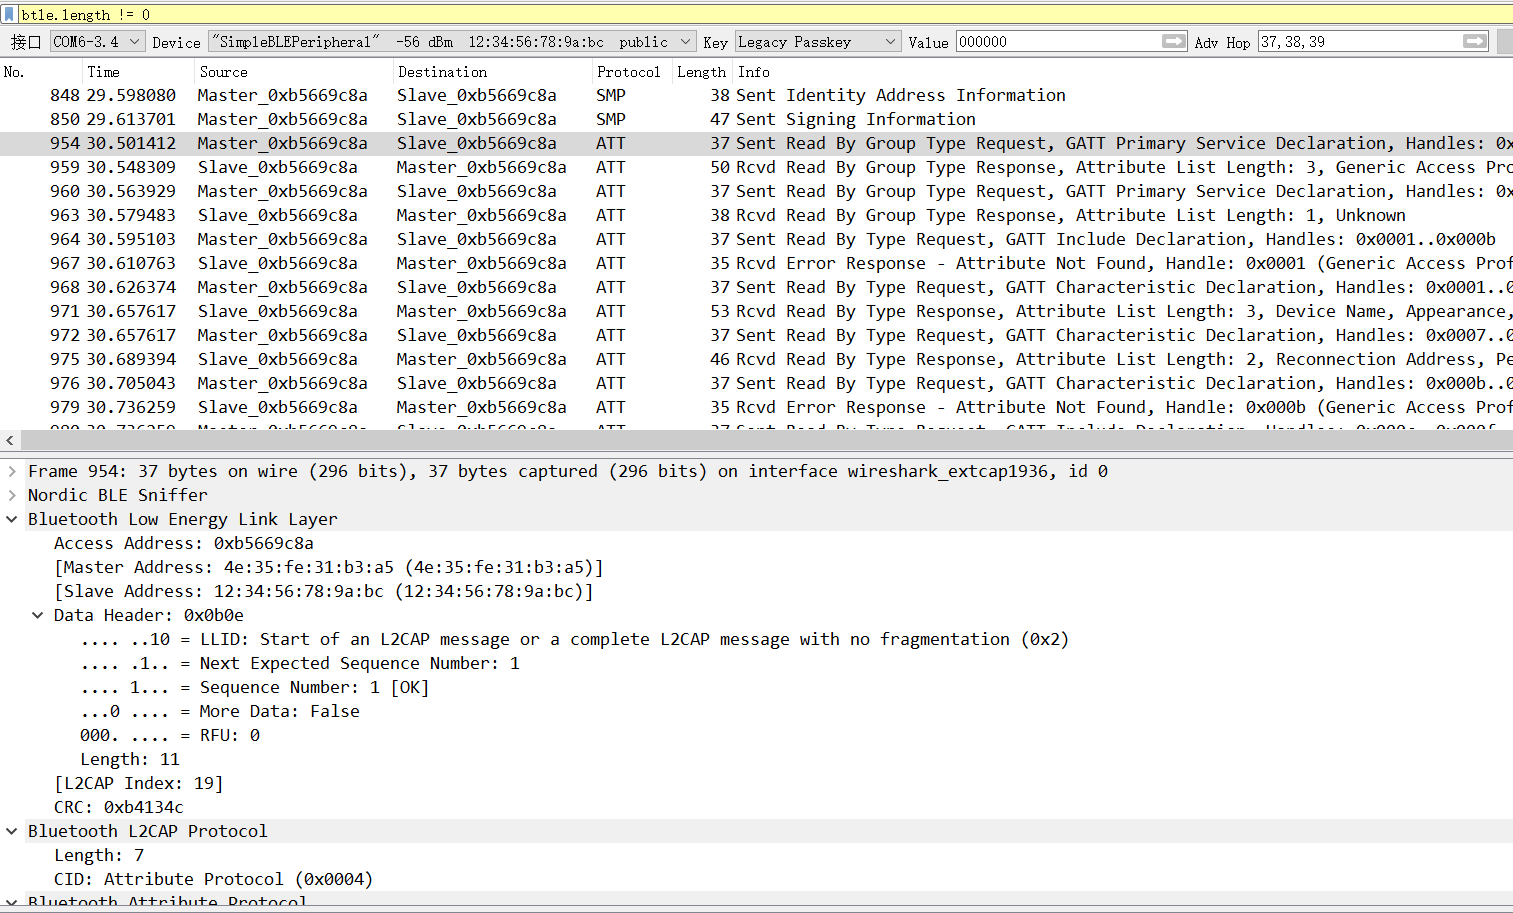 btle.length != 0
接口 COM6-3.4 Device "SimpleBLEPeripheral" -56 dBm 12:34:56:78:9a:bc public Key Legacy Passkey Value 000000 Adv Hop 37,38,39
No. Time Source Destination Protocol Length Info
848 29.598080 Master_0xb5669c8a Slave_0xb5669c8a SMP 38 Sent Identity Address Information
850 29.613701 Master_0xb5669c8a Slave_0xb5669c8a SMP 47 Sent Signing Information
954 30.501412 Master_0xb5669c8a Slave_0xb5669c8a ATT 37 Sent Read By Group Type Request, GATT Primary Service Declaration, Handles: 0x
959 30.548309 Slave_0xb5669c8a Master_0xb5669c8a ATT 50 Rcvd Read By Group Type Response, Attribute List Length: 3, Generic Access Pro
960 30.563929 Master_0xb5669c8a Slave_0xb5669c8a ATT 37 Sent Read By Group Type Request, GATT Primary Service Declaration, Handles: 0x
963 30.579483 Slave_0xb5669c8a Master_0xb5669c8a ATT 38 Rcvd Read By Group Type Response, Attribute List Length: 1, Unknown
964 30.595103 Master_0xb5669c8a Slave_0xb5669c8a ATT 37 Sent Read By Type Request, GATT Include Declaration, Handles: 0x0001..0x000b
967 30.610763 Slave_0xb5669c8a Master_0xb5669c8a ATT 35 Rcvd Error Response - Attribute Not Found, Handle: 0x0001 (Generic Access Prof
968 30.626374 Master_0xb5669c8a Slave_0xb5669c8a ATT 37 Sent Read By Type Request, GATT Characteristic Declaration, Handles: 0x0001..0
971 30.657617 Slave_0xb5669c8a Master_0xb5669c8a ATT 53 Rcvd Read By Type Response, Attribute List Length: 3, Device Name, Appearance,
972 30.657617 Master_0xb5669c8a Slave_0xb5669c8a ATT 37 Sent Read By Type Request, GATT Characteristic Declaration, Handles: 0x0007..0
975 30.689394 Slave_0xb5669c8a Master_0xb5669c8a ATT 46 Rcvd Read By Type Response, Attribute List Length: 2, Reconnection Address, Pe
976 30.705043 Master_0xb5669c8a Slave_0xb5669c8a ATT 37 Sent Read By Type Request, GATT Characteristic Declaration, Handles: 0x000b..0
979 30.736259 Slave_0xb5669c8a Master_0xb5669c8a ATT 35 Rcvd Error Response - Attribute Not Found, Handle: 0x000b (Generic Access Prof
Frame 954: 37 bytes on wire (296 bits), 37 bytes captured (296 bits) on interface wireshark_extcap1936, id 0
Nordic BLE Sniffer
Bluetooth Low Energy Link Layer
Access Address: 0xb5669c8a
[Master Address: 4e:35:fe:31:b3:a5 (4e:35:fe:31:b3:a5)]
[Slave Address: 12:34:56:78:9a:bc (12:34:56:78:9a:bc)]
Data Header: 0x0b0e
.... ..10 = LLID: Start of an L2CAP message or a complete L2CAP message with no fragmentation (0x2)
.... .1.. = Next Expected Sequence Number: 1
.... 1... = Sequence Number: 1 [OK]
...0 .... = More Data: False
000. .... = RFU: 0
Length: 11
[L2CAP Index: 19]
CRC: 0xb4134c
Bluetooth L2CAP Protocol
Length: 7
CID: Attribute Protocol (0x0004)
Bluetooth Attribute Protocol